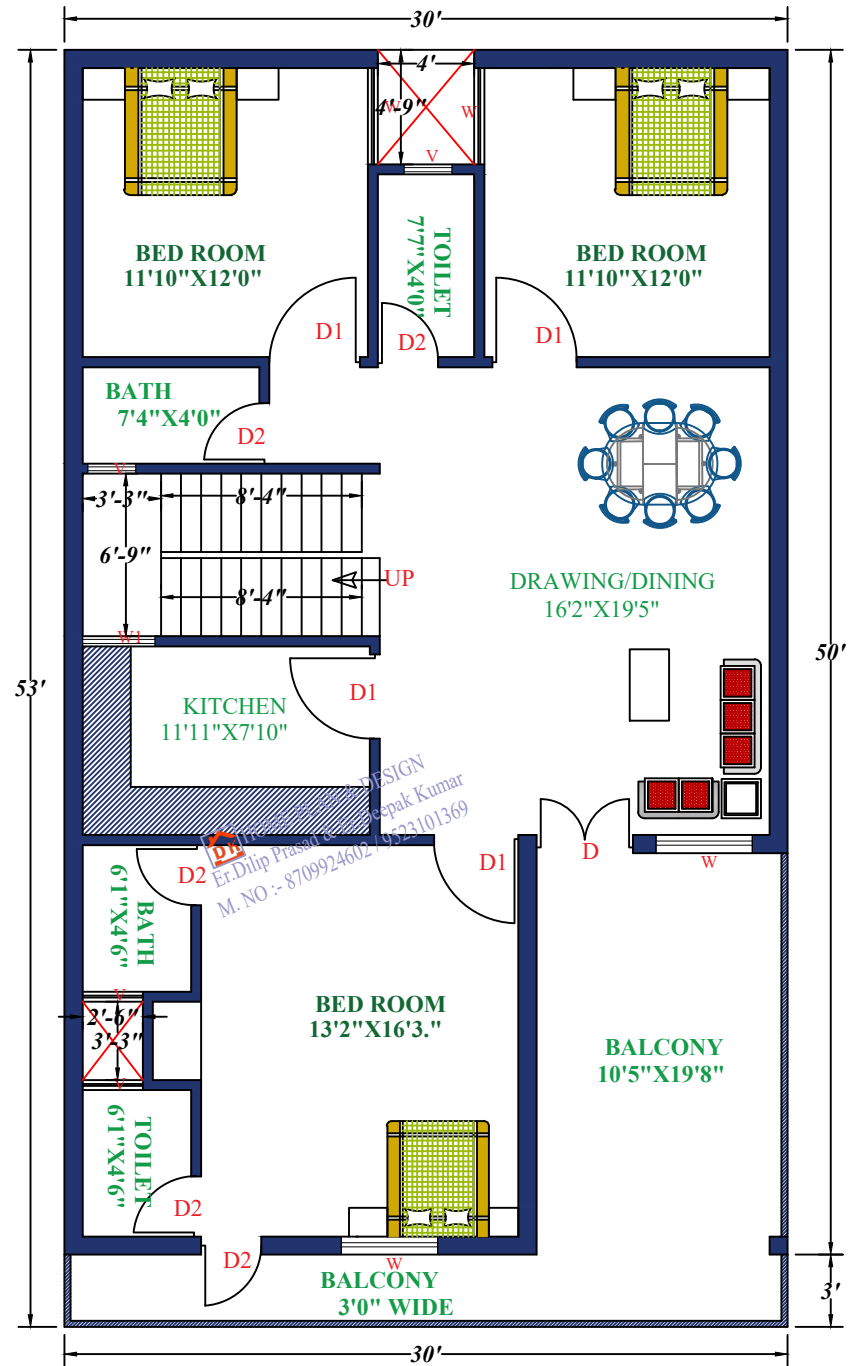 30'
4'
4'-9"
W
W
V
BED ROOM
11'10"X12'0"
TOILET
7'7"X4'0"
BED ROOM
11'10"X12'0"
D1
D2
D1
BATH
7'4"X4'0"
D2
V
3'-3"
8'-4"
6'-9"
UP
8'-4"
DRAWING/DINING
16'2"X19'5"
W1
53'
50'
KITCHEN
11'11"X7'10"
D1
DK
DESIGN
Er.Dilip Prasad & Deepak Kumar
M. NO :- 8709924602 / 9523101369
D2
D1
D
W
BATH
6'1"X4'6"
V
2'-6"
3'-3"
V
BED ROOM
13'2"X16'3."
BALCONY
10'5"X19'8"
TOILET
6'1"X4'6"
D2
D2
W
BALCONY
3'0" WIDE
3'
30'